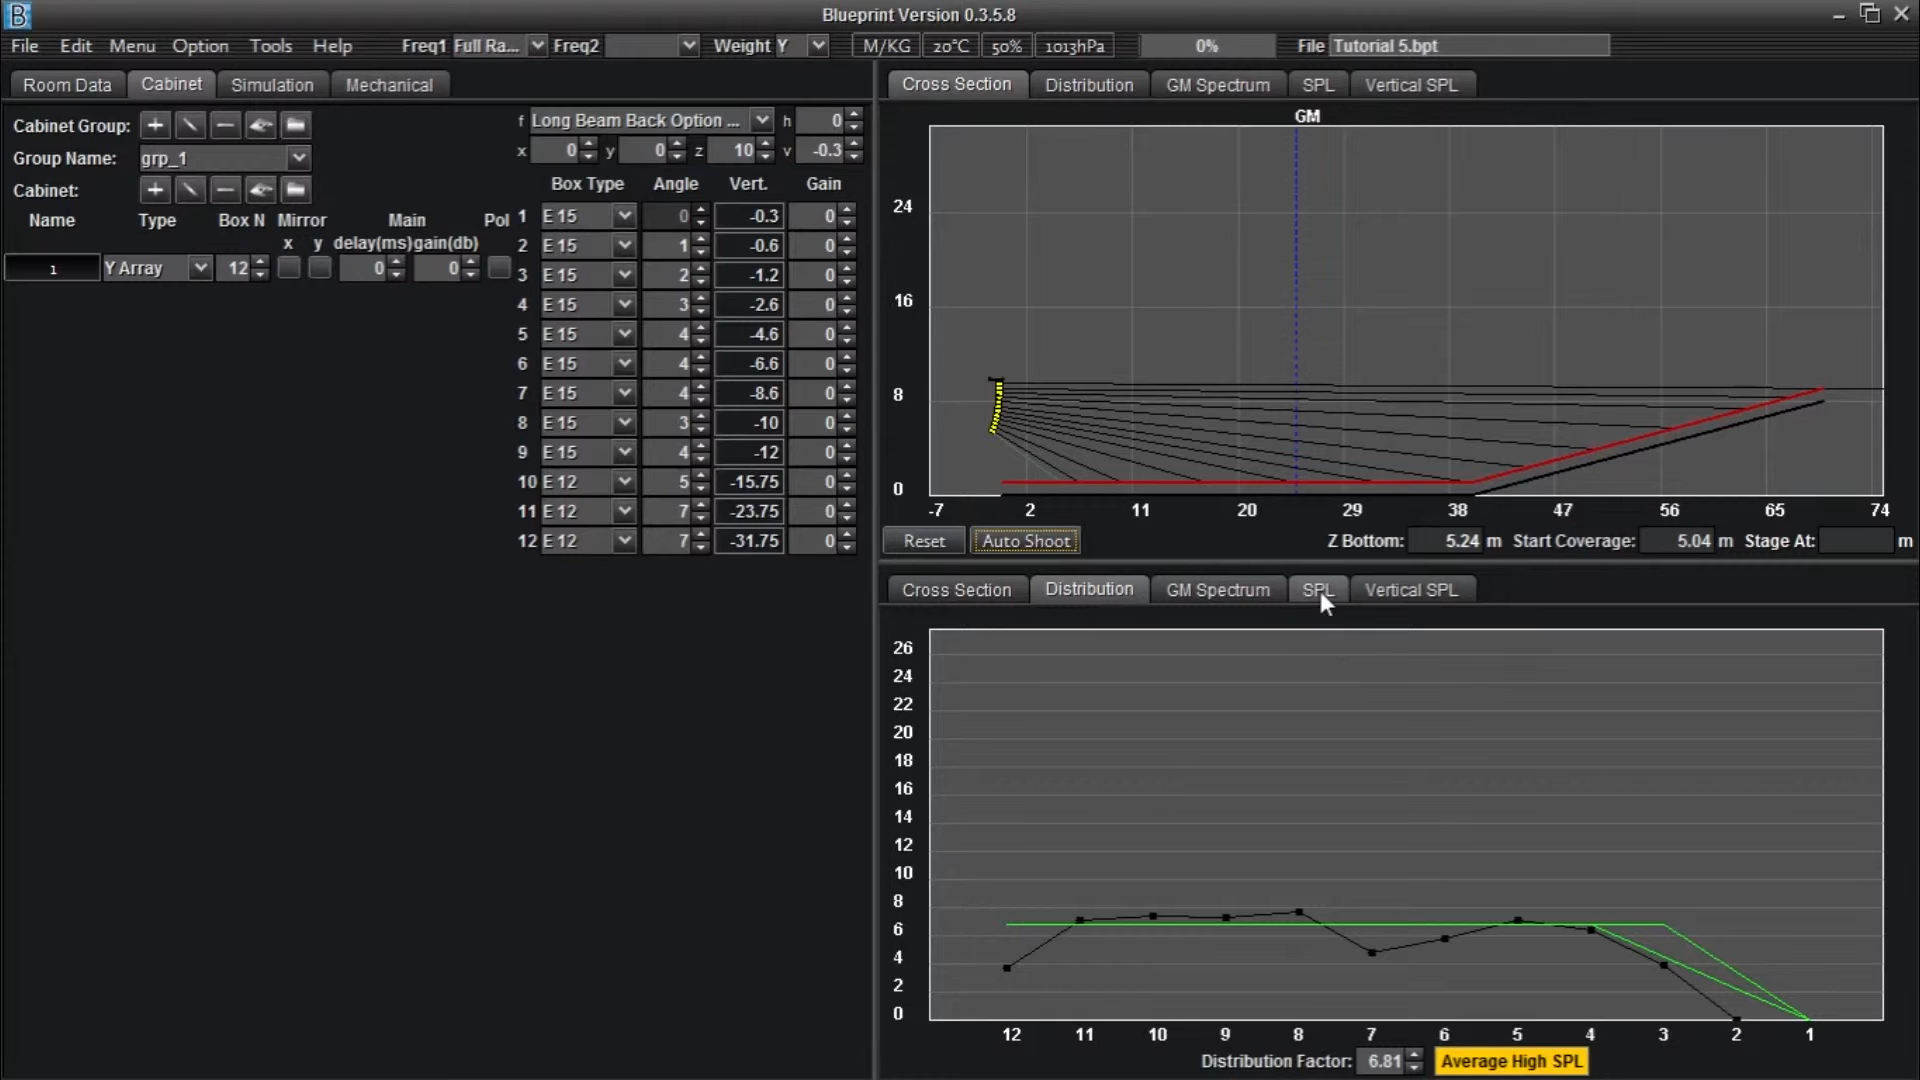 B Blueprint Version 0.3.5.8
File Edit Menu Option Tools Help Freq1 Full Ra... Freq2 Weight Y M/KG 20°C 50% 1013hPa 0% File Tutorial 5.bpt
Room Data Cabinet Simulation Mechanical
Cabinet Group:
Group Name: grp_1
Cabinet:
Name Type Box N Mirror Main Pol
x y delay(ms) gain(db)
1 Y Array 12 0 0
f Long Beam Back Option ... h 0
x 0 y 0 z 10 v -0.3
Box Type Angle Vert. Gain
1 E 15 0 -0.3 0
2 E 15 1 -0.6 0
3 E 15 2 -1.2 0
4 E 15 3 -2.6 0
5 E 15 4 -4.6 0
6 E 15 4 -6.6 0
7 E 15 4 -8.6 0
8 E 15 3 -10 0
9 E 15 4 -12 0
10 E 12 5 -15.75 0
11 E 12 7 -23.75 0
12 E 12 7 -31.75 0
Cross Section Distribution GM Spectrum SPL Vertical SPL
GM
24
16
8
0
-7 2 11 20 29 38 47 56 65 74
Reset Auto Shoot Z Bottom: 5.24 m Start Coverage: 5.04 m Stage At: m
Cross Section Distribution GM Spectrum SPL Vertical SPL
26
24
22
20
18
16
14
12
10
8
6
4
2
0
12 11 10 9 8 7 6 5 4 3 2 1
Distribution Factor: 6.81 Average High SPL